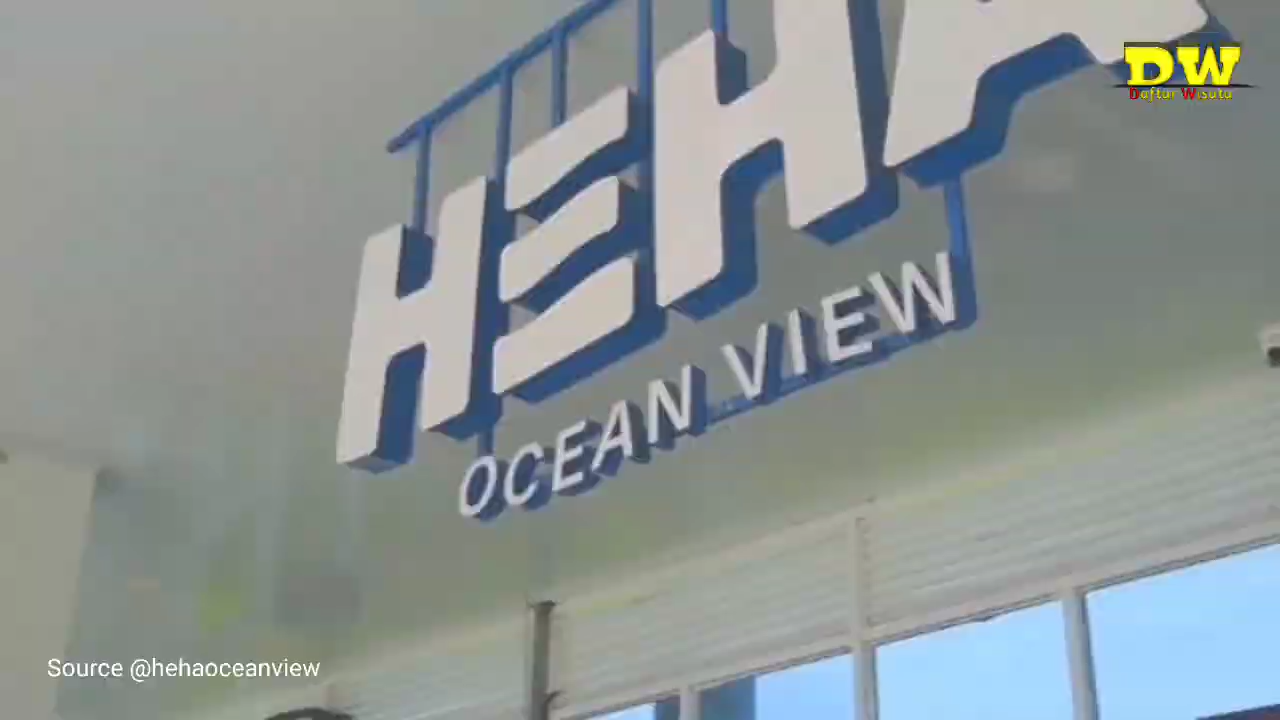 HEHA
OCEAN VIEW
DW
Daftar Wisata
Source @hehaoceanview